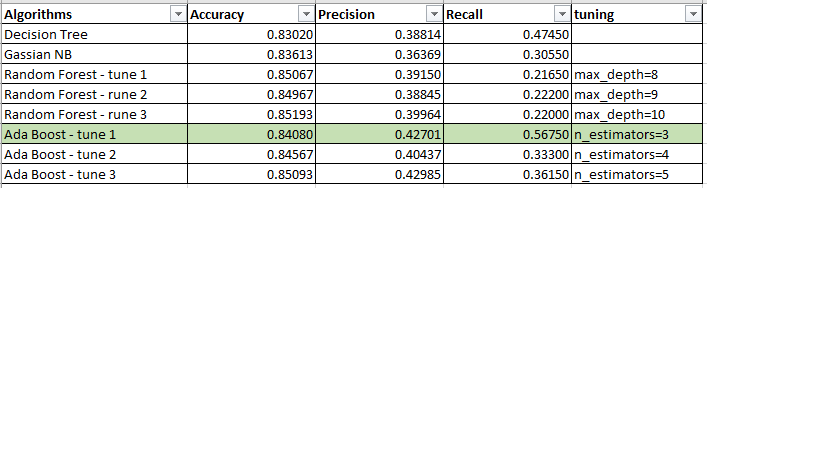 Algorithms Accuracy Precision Recall tuning
Decision Tree 0.83020 0.38814 0.47450
Gassian NB 0.83613 0.36369 0.30550
Random Forest - tune 1 0.85067 0.39150 0.21650 max_depth=8
Random Forest - rune 2 0.84967 0.38845 0.22200 max_depth=9
Random Forest - rune 3 0.85193 0.39964 0.22000 max_depth=10
Ada Boost - tune 1 0.84080 0.42701 0.56750 n_estimators=3
Ada Boost - tune 2 0.84567 0.40437 0.33300 n_estimators=4
Ada Boost - tune 3 0.85093 0.42985 0.36150 n_estimators=5